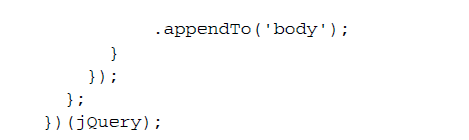 .appendTo('body');
}
});
};
})(jQuery);